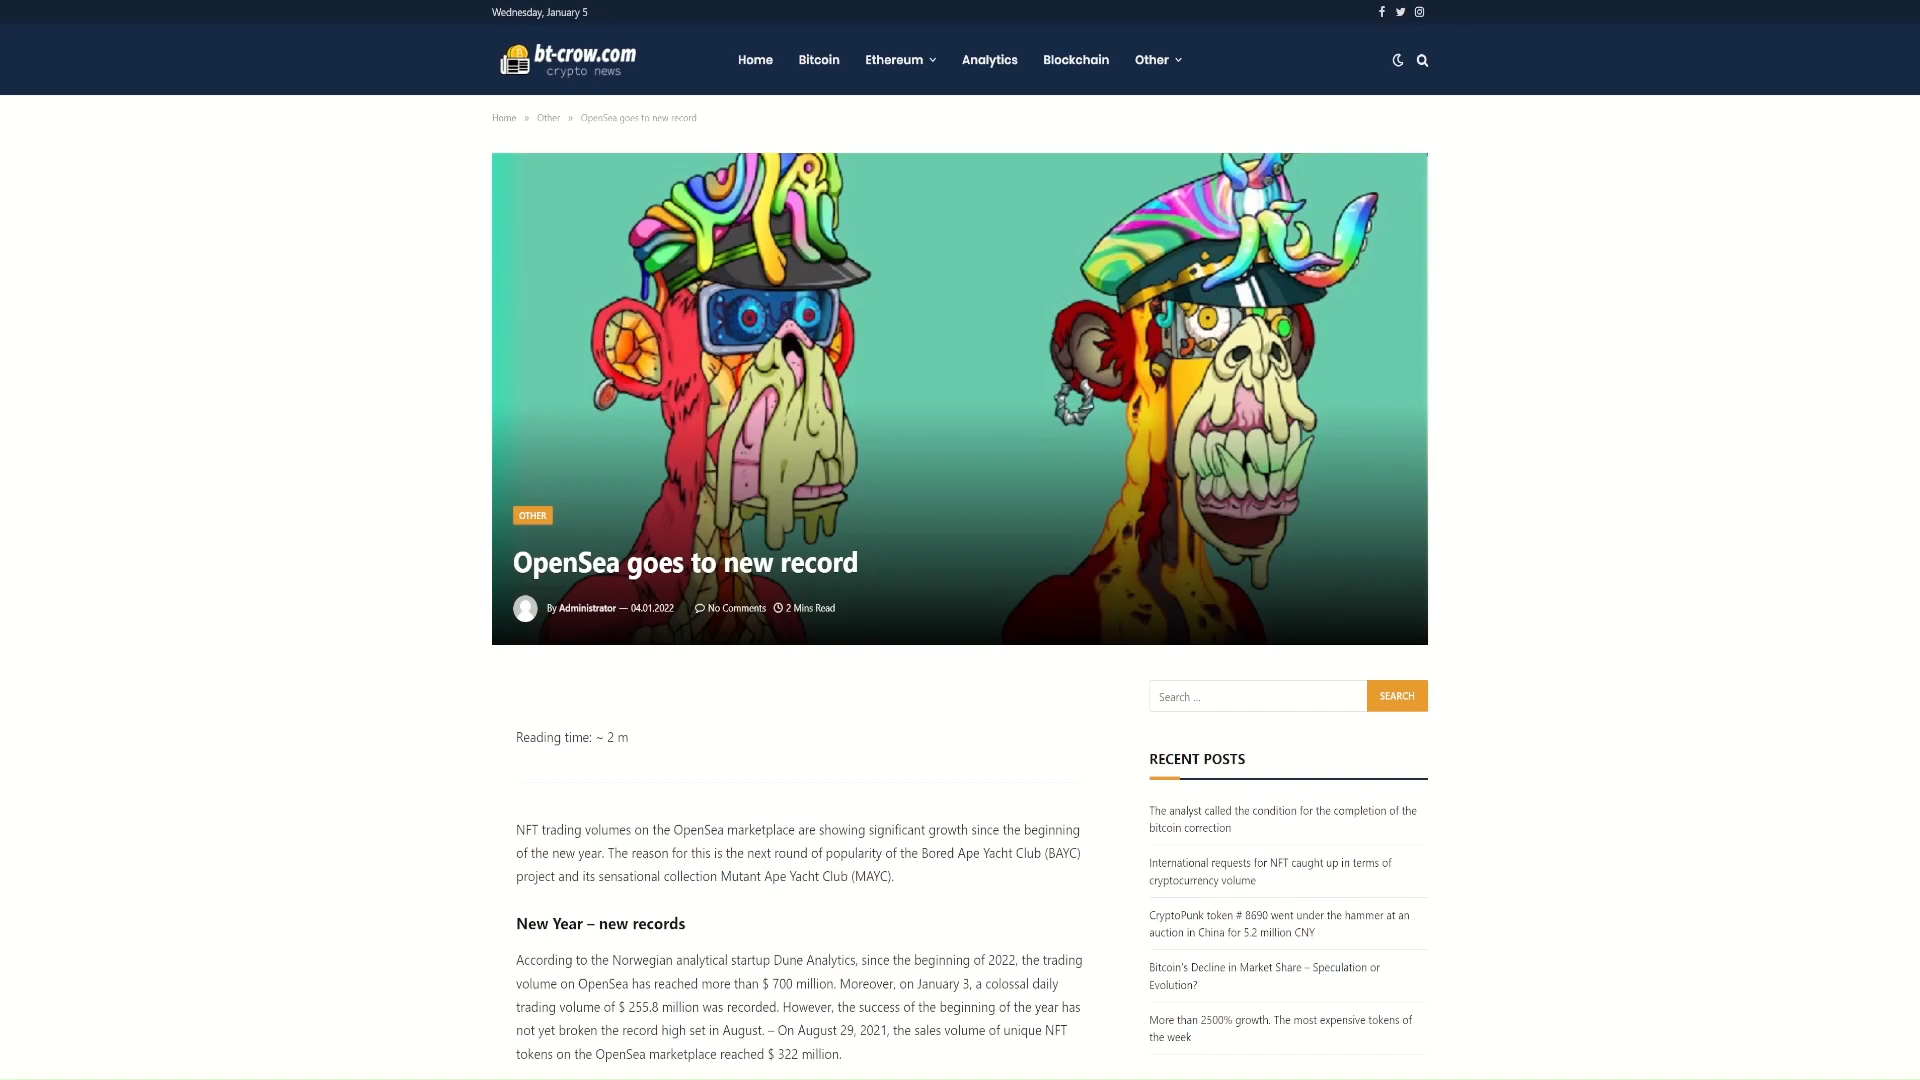 Wednesday, January 5
bt-crow.com
crypto news
Home Bitcoin Ethereum Analytics Blockchain Other
Home » Other » OpenSea goes to new record
OTHER
OpenSea goes to new record
By Administrator — 04.01.2022 No Comments 2 Mins Read
Search ...
SEARCH
Reading time: ~ 2 m
NFT trading volumes on the OpenSea marketplace are showing significant growth since the beginning
of the new year. The reason for this is the next round of popularity of the Bored Ape Yacht Club (BAYC)
project and its sensational collection Mutant Ape Yacht Club (MAYC).
New Year – new records
According to the Norwegian analytical startup Dune Analytics, since the beginning of 2022, the trading
volume on OpenSea has reached more than $ 700 million. Moreover, on January 3, a colossal daily
trading volume of $ 255.8 million was recorded. However, the success of the beginning of the year has
not yet broken the record high set in August. – On August 29, 2021, the sales volume of unique NFT
tokens on the OpenSea marketplace reached $ 322 million.
RECENT POSTS
The analyst called the condition for the completion of the
bitcoin correction
International requests for NFT caught up in terms of
cryptocurrency volume
CryptoPunk token # 8690 went under the hammer at an
auction in China for 5.2 million CNY
Bitcoin's Decline in Market Share – Speculation or
Evolution?
More than 2500% growth. The most expensive tokens of
the week